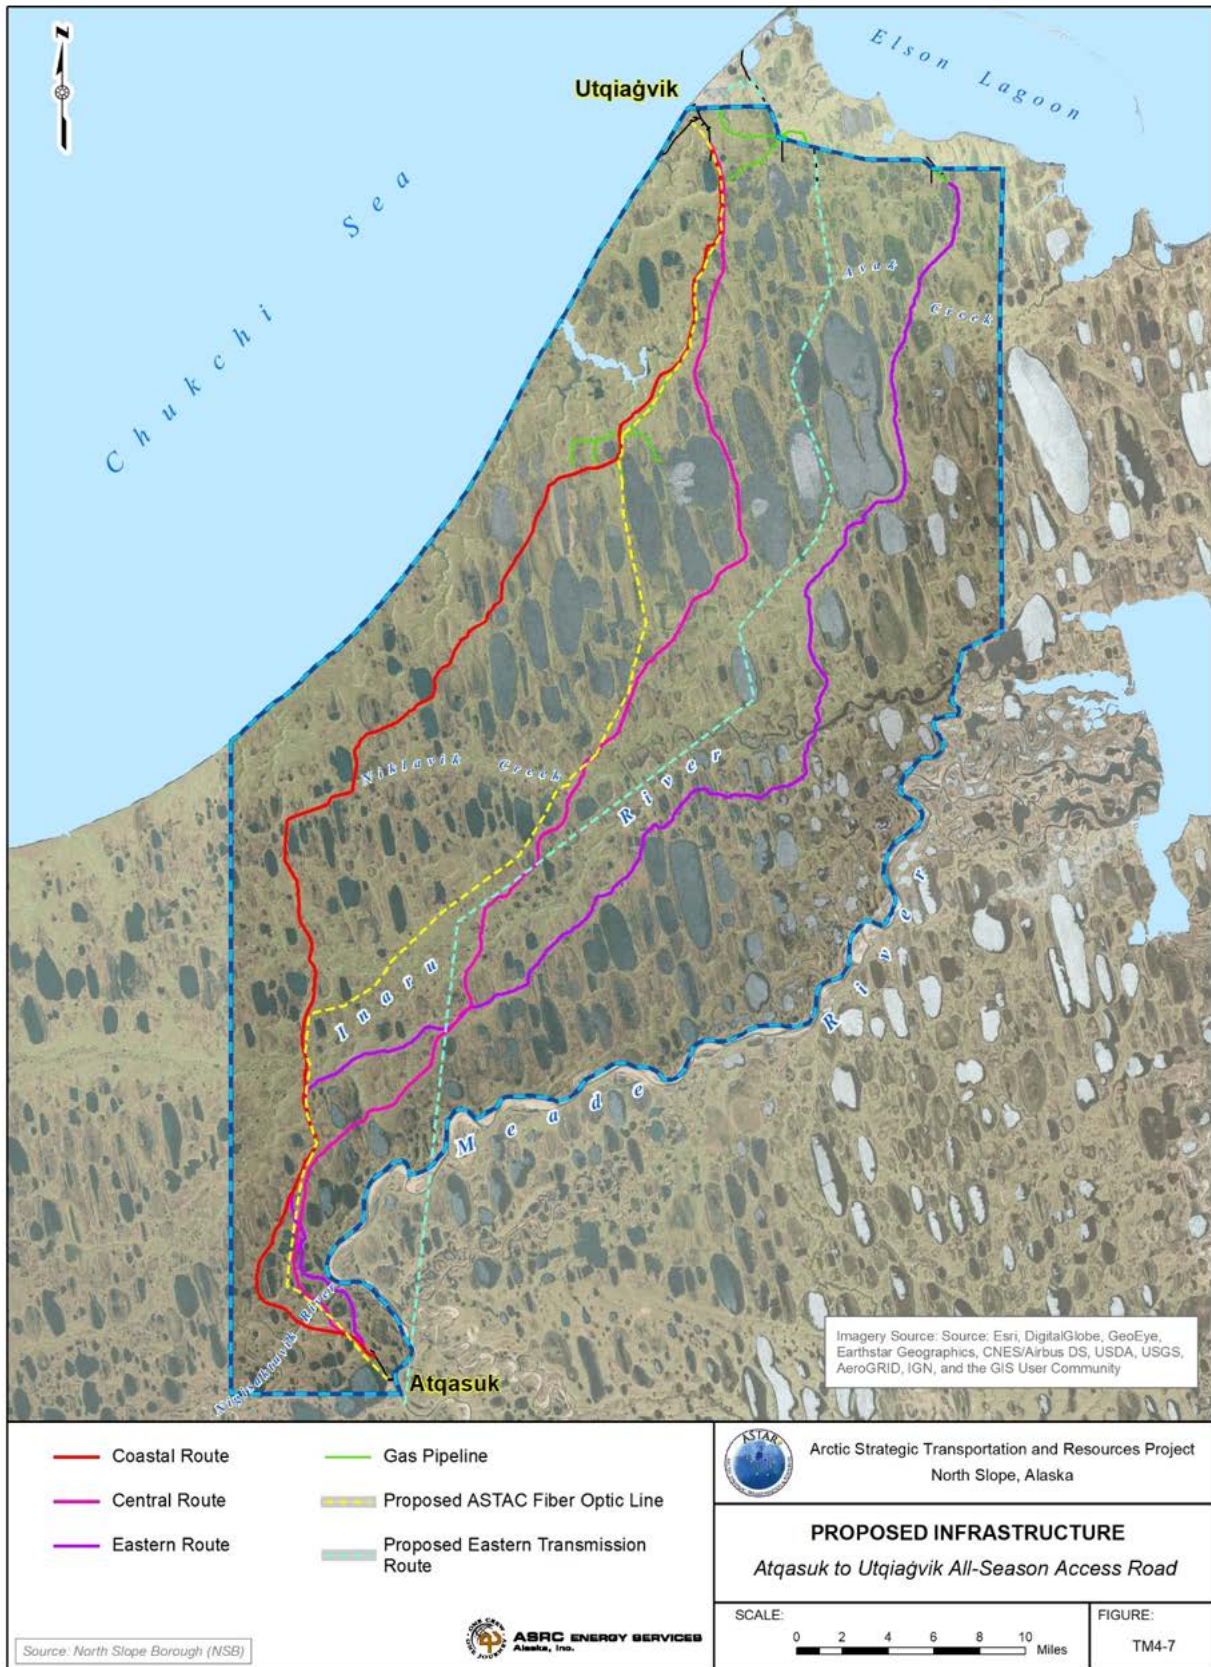 N
Elson Lagoon
Utqiaġvik
Chukchi Sea
Avak
Creek
Niklavik Creek
Inaru River
Meade River
Nigisaktuvik River
Atqasuk
Imagery Source: Source: Esri, DigitalGlobe, GeoEye,
Earthstar Geographics, CNES/Airbus DS, USDA, USGS,
AeroGRID, IGN, and the GIS User Community
Coastal Route
Central Route
Eastern Route
Gas Pipeline
Proposed ASTAC Fiber Optic Line
Proposed Eastern Transmission
Route
Source: North Slope Borough (NSB)
ASRC ENERGY SERVICES
Alaska, Inc.
ASTAR
Arctic Strategic Transportation and Resources Project
North Slope, Alaska
PROPOSED INFRASTRUCTURE
Atqasuk to Utqiaġvik All-Season Access Road
SCALE:
0 2 4 6 8 10
Miles
FIGURE:
TM4-7